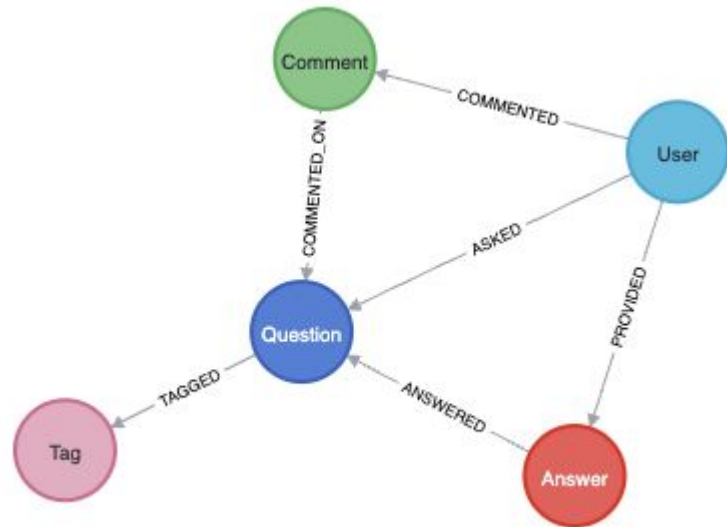 Comment
COMMENTED
User
COMMENTED_ON
ASKED
PROVIDED
Question
TAGGED
ANSWERED
Tag
Answer